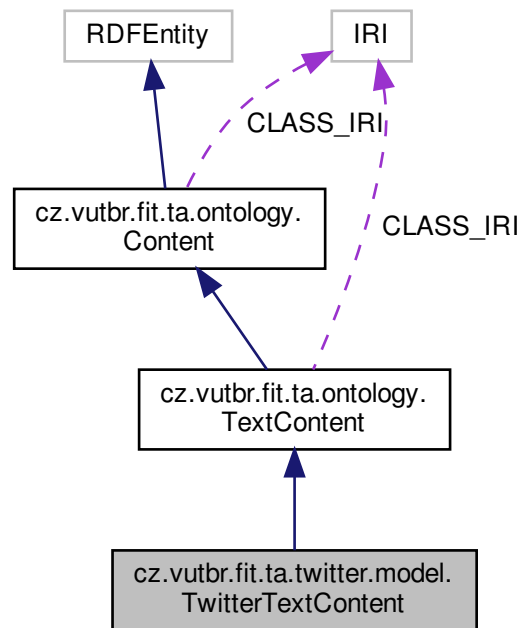 RDFEntity
IRI
CLASS_IRI
cz.vutbr.fit.ta.ontology.
Content
CLASS_IRI
cz.vutbr.fit.ta.ontology.
TextContent
cz.vutbr.fit.ta.twitter.model.
TwitterTextContent